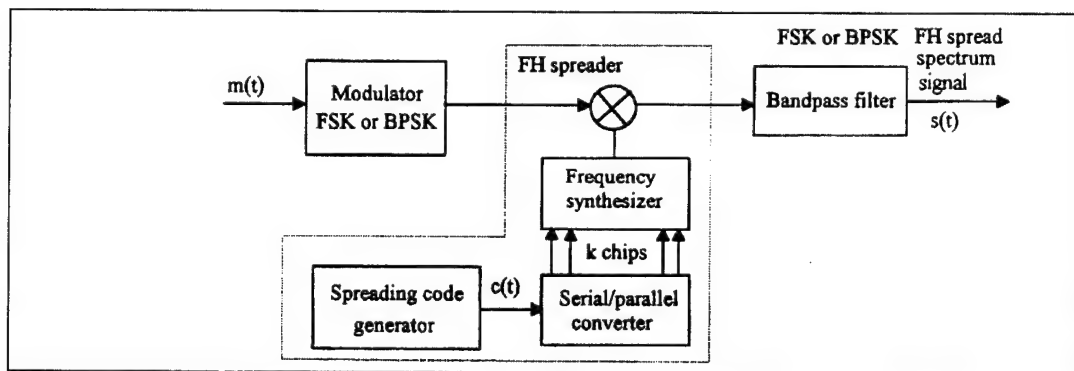 FSK or BPSK
FH spread
spectrum
signal
FH spreader
m(t)
Modulator
FSK or BPSK
Bandpass filter
s(t)
Frequency
synthesizer
k chips
Spreading code
generator
c(t)
Serial/parallel
converter